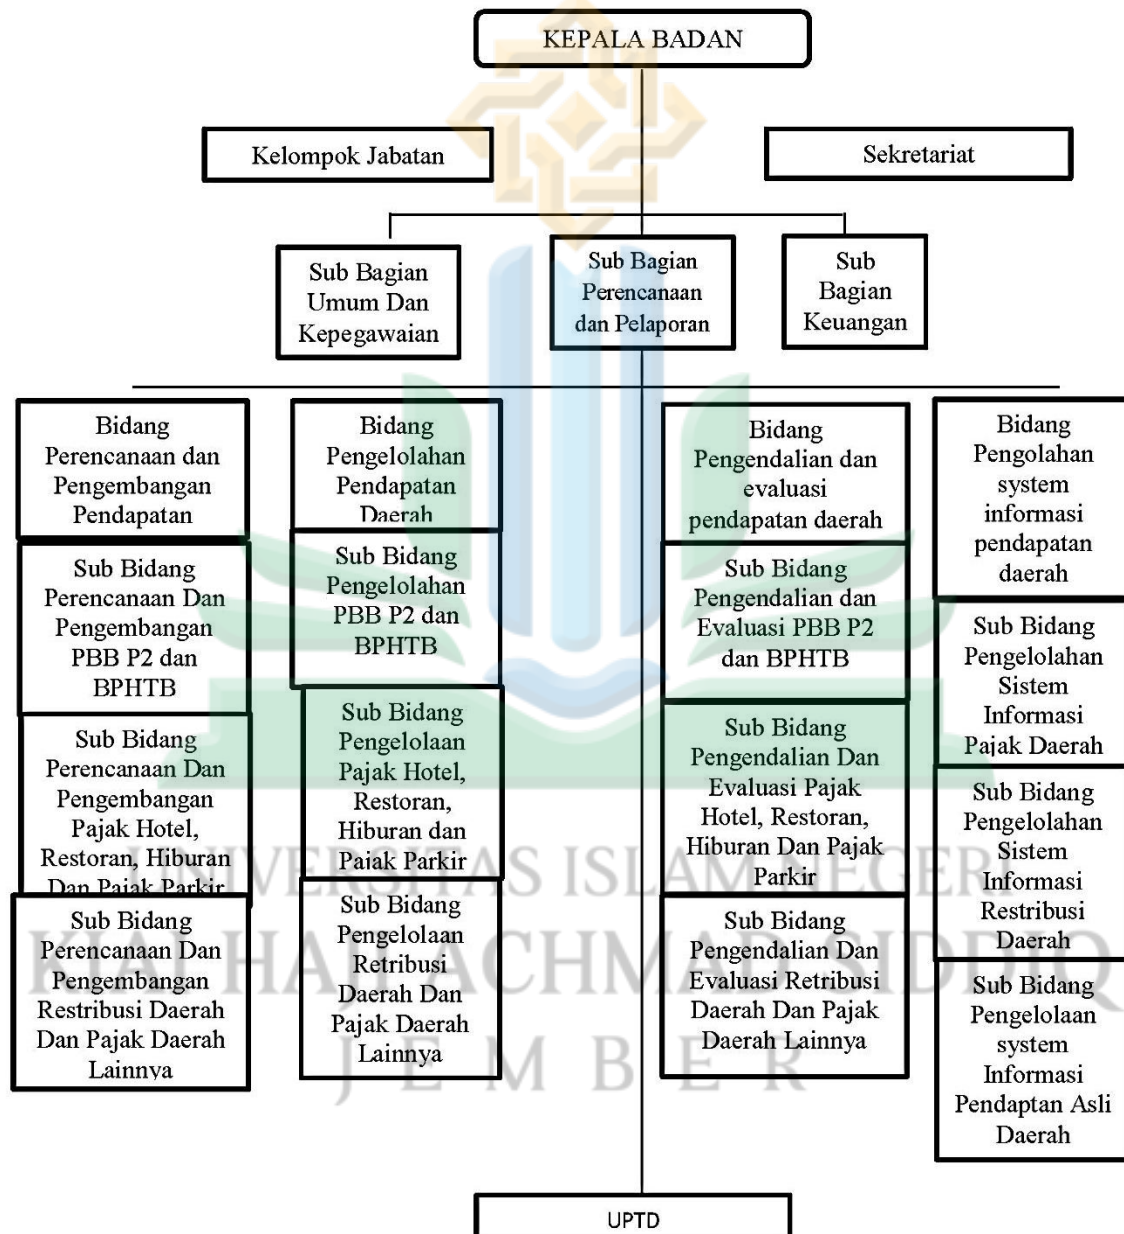 KEPALA BADAN
Kelompok Jabatan
Sekretariat
Sub Bagian
Umum Dan
Kepegawaian
Sub Bagian
Perencanaan
dan Pelaporan
Sub
Bagian
Keuangan
Bidang
Perencanaan dan
Pengembangan
Pendapatan
Sub Bidang
Perencanaan Dan
Pengembangan
PBB P2 dan
BPHTB
Sub Bidang
Perencanaan Dan
Pengembangan
Pajak Hotel,
Restoran, Hiburan
Dan Pajak Parkir
Sub Bidang
Perencanaan Dan
Pengembangan
Restribusi Daerah
Dan Pajak Daerah
Lainnya
Bidang
Pengelolahan
Pendapatan
Daerah
Sub Bidang
Pengelolahan
PBB P2 dan
BPHTB
Sub Bidang
Pengelolaan
Pajak Hotel,
Restoran,
Hiburan dan
Pajak Parkir
Sub Bidang
Pengelolaan
Retribusi
Daerah Dan
Pajak Daerah
Lainnya
Bidang
Pengendalian dan
evaluasi
pendapatan daerah
Sub Bidang
Pengendalian dan
Evaluasi PBB P2
dan BPHTB
Sub Bidang
Pengendalian Dan
Evaluasi Pajak
Hotel, Restoran,
Hiburan Dan Pajak
Parkir
Sub Bidang
Pengendalian Dan
Evaluasi Retribusi
Daerah Dan Pajak
Daerah Lainnya
Bidang
Pengolahan
system
informasi
pendapatan
daerah
Sub Bidang
Pengelolahan
Sistem
Informasi
Pajak Daerah
Sub Bidang
Pengelolahan
Sistem
Informasi
Restribusi
Daerah
Sub Bidang
Pengelolaan
system
Informasi
Pendaptan Asli
Daerah
UPTD
UNIVERSITAS ISLAM NEGERI
KIAI HAJI ACHMAD SIDDIQ
JEMBER